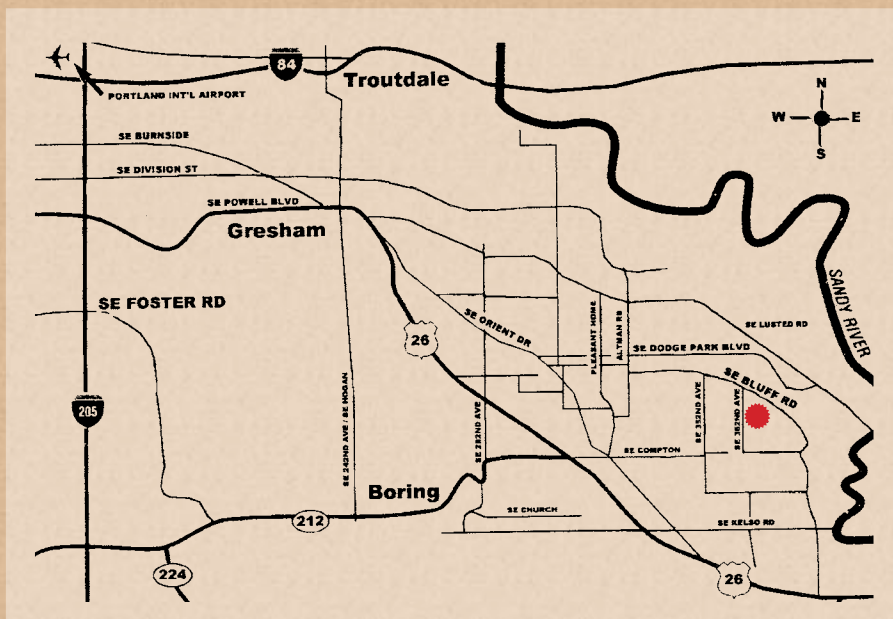 84
Troutdale
PORTLAND INT'L AIRPORT
N
W
E
S
SE BURNSIDE
SE DIVISION ST
SE POWELL BLVD
Gresham
SE FOSTER RD
SANDY RIVER
SE ORIENT DR
PLEASANT HOME
ALTMAN RD
SE LUSTED RD
26
SE DODGE PARK BLVD
SE BLUFF RD
205
SE 242ND AVE / SE HOGAN
SE 282ND AVE
SE 352ND AVE
SE 362ND AVE
SE COMPTON
Boring
212
SE CHURCH
SE KELSO RD
224
26